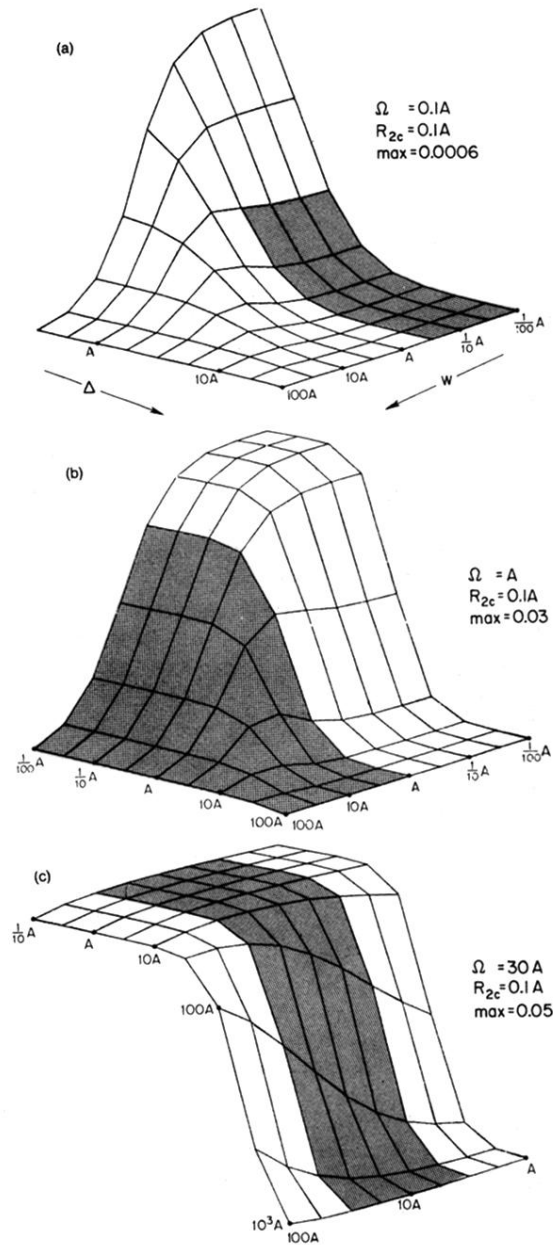 (a)
Ω = 0.1A
R2c = 0.1A
max = 0.0006
A
10A
100A
10A
A
1/10 A
1/100 A
Δ
W
(b)
Ω = A
R2c = 0.1A
max = 0.03
1/100 A
1/10 A
A
10A
100A
100A
10A
A
1/10 A
1/100 A
(c)
Ω = 30A
R2c = 0.1A
max = 0.05
1/10 A
A
10A
100A
10³A
100A
10A
A